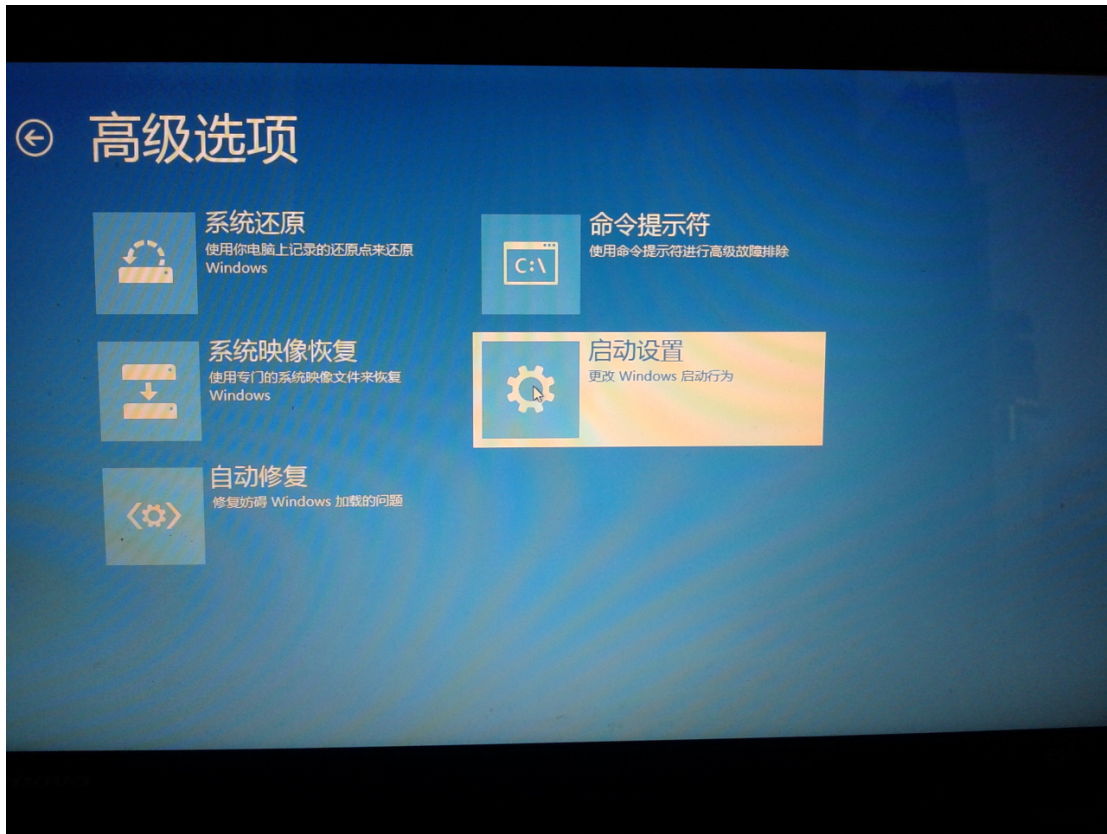 高级选项
系统还原
使用你电脑上记录的还原点来还原
Windows
命令提示符
使用命令提示符进行高级故障排除
C:\
系统映像恢复
使用专门的系统映像文件来恢复
Windows
启动设置
更改 Windows 启动行为
自动修复
修复妨碍 Windows 加载的问题